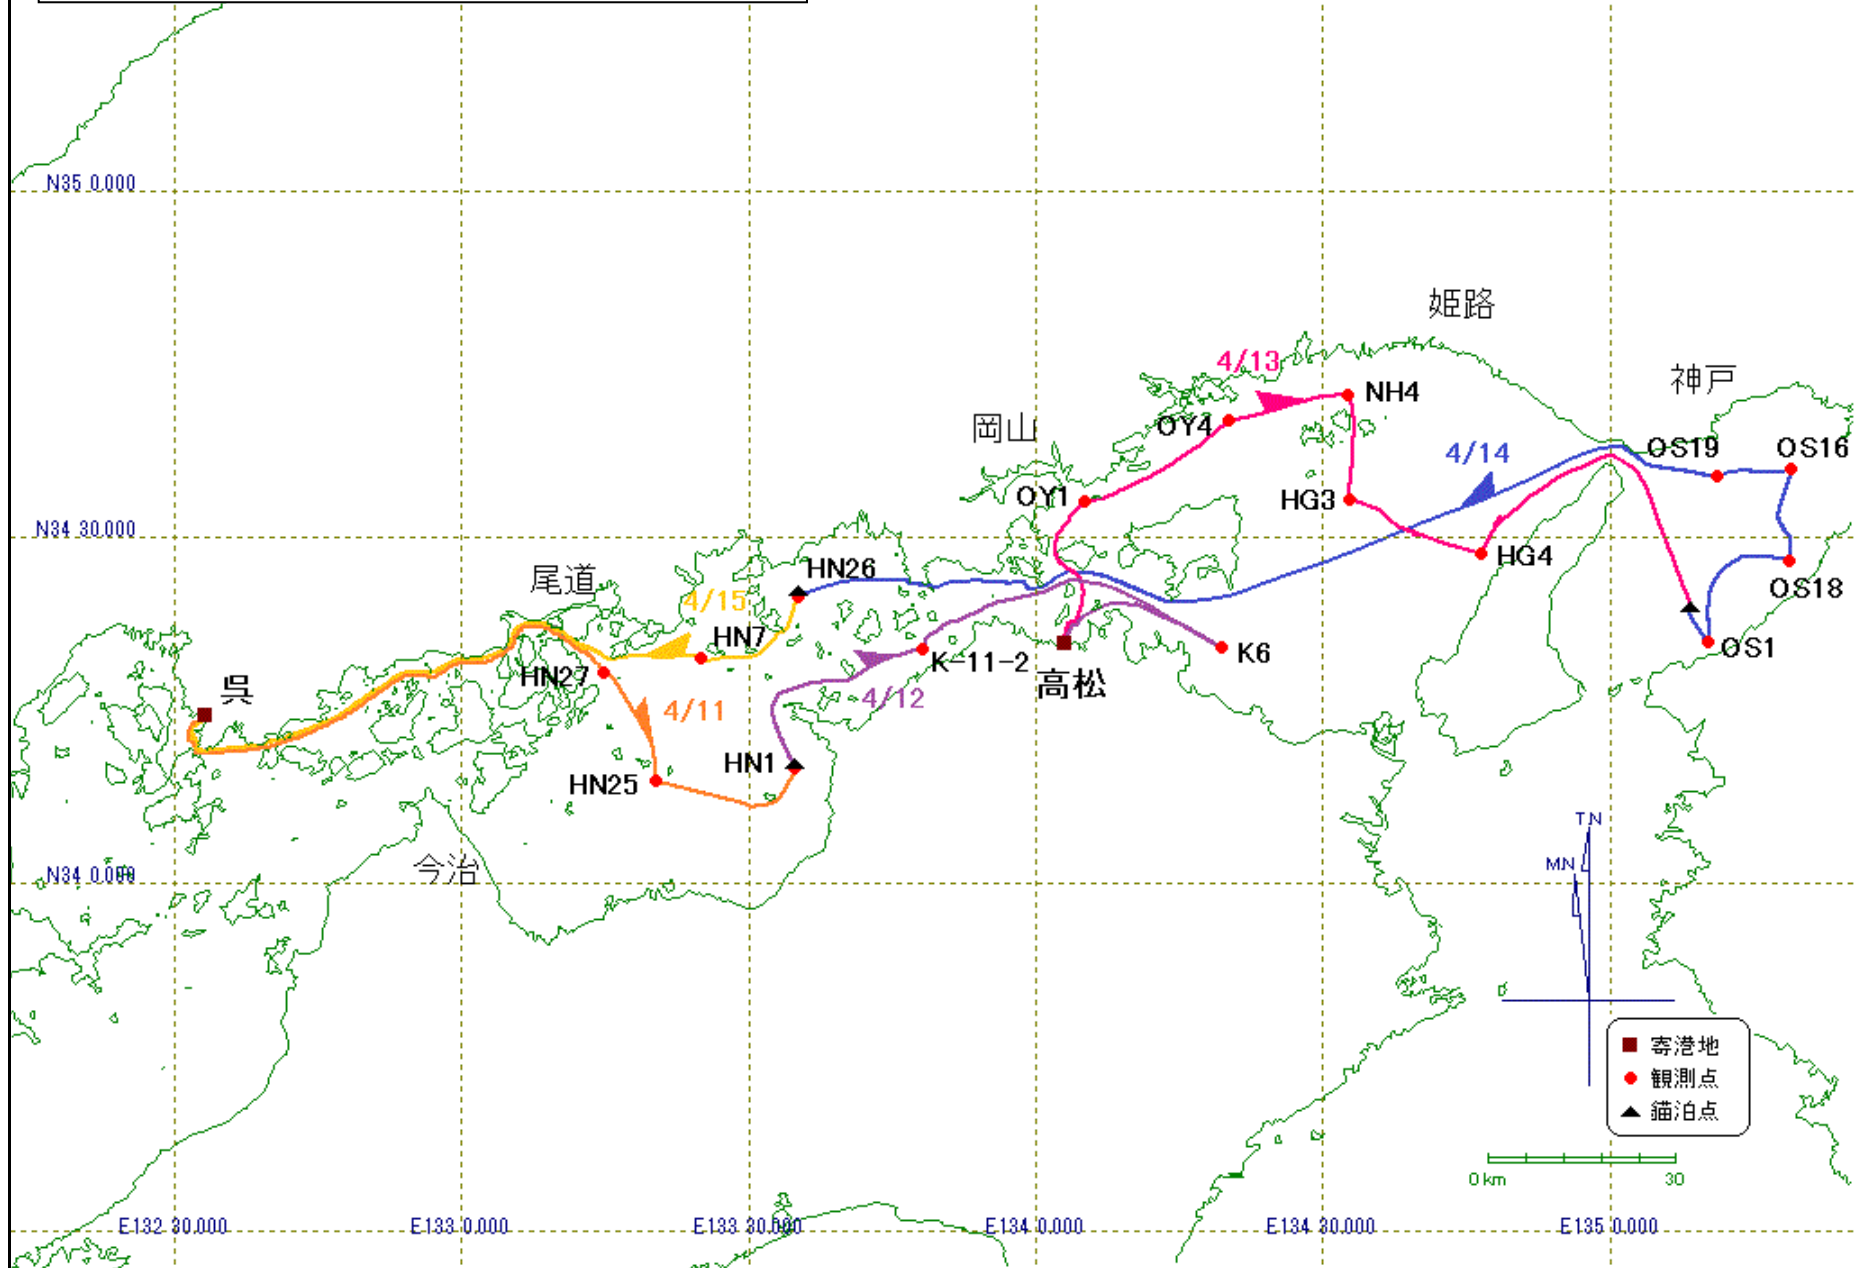 N35 0.000
姫路
4/13
神戸
NH4
岡山
OY4
4/14
OS19
OS16
OY1
HG3
N34 30.000
HG4
尾道
HN26
OS18
4/15
HN7
K-11-2
K6
OS1
HN27
高松
呉
4/12
4/11
HN1
HN25
TN
MN
今治
N34 0.000
寄港地
観測点
錨泊点
0 km
30
E132 30.000
E133 0.000
E133 30.000
E134 0.000
E134 30.000
E135 0.000